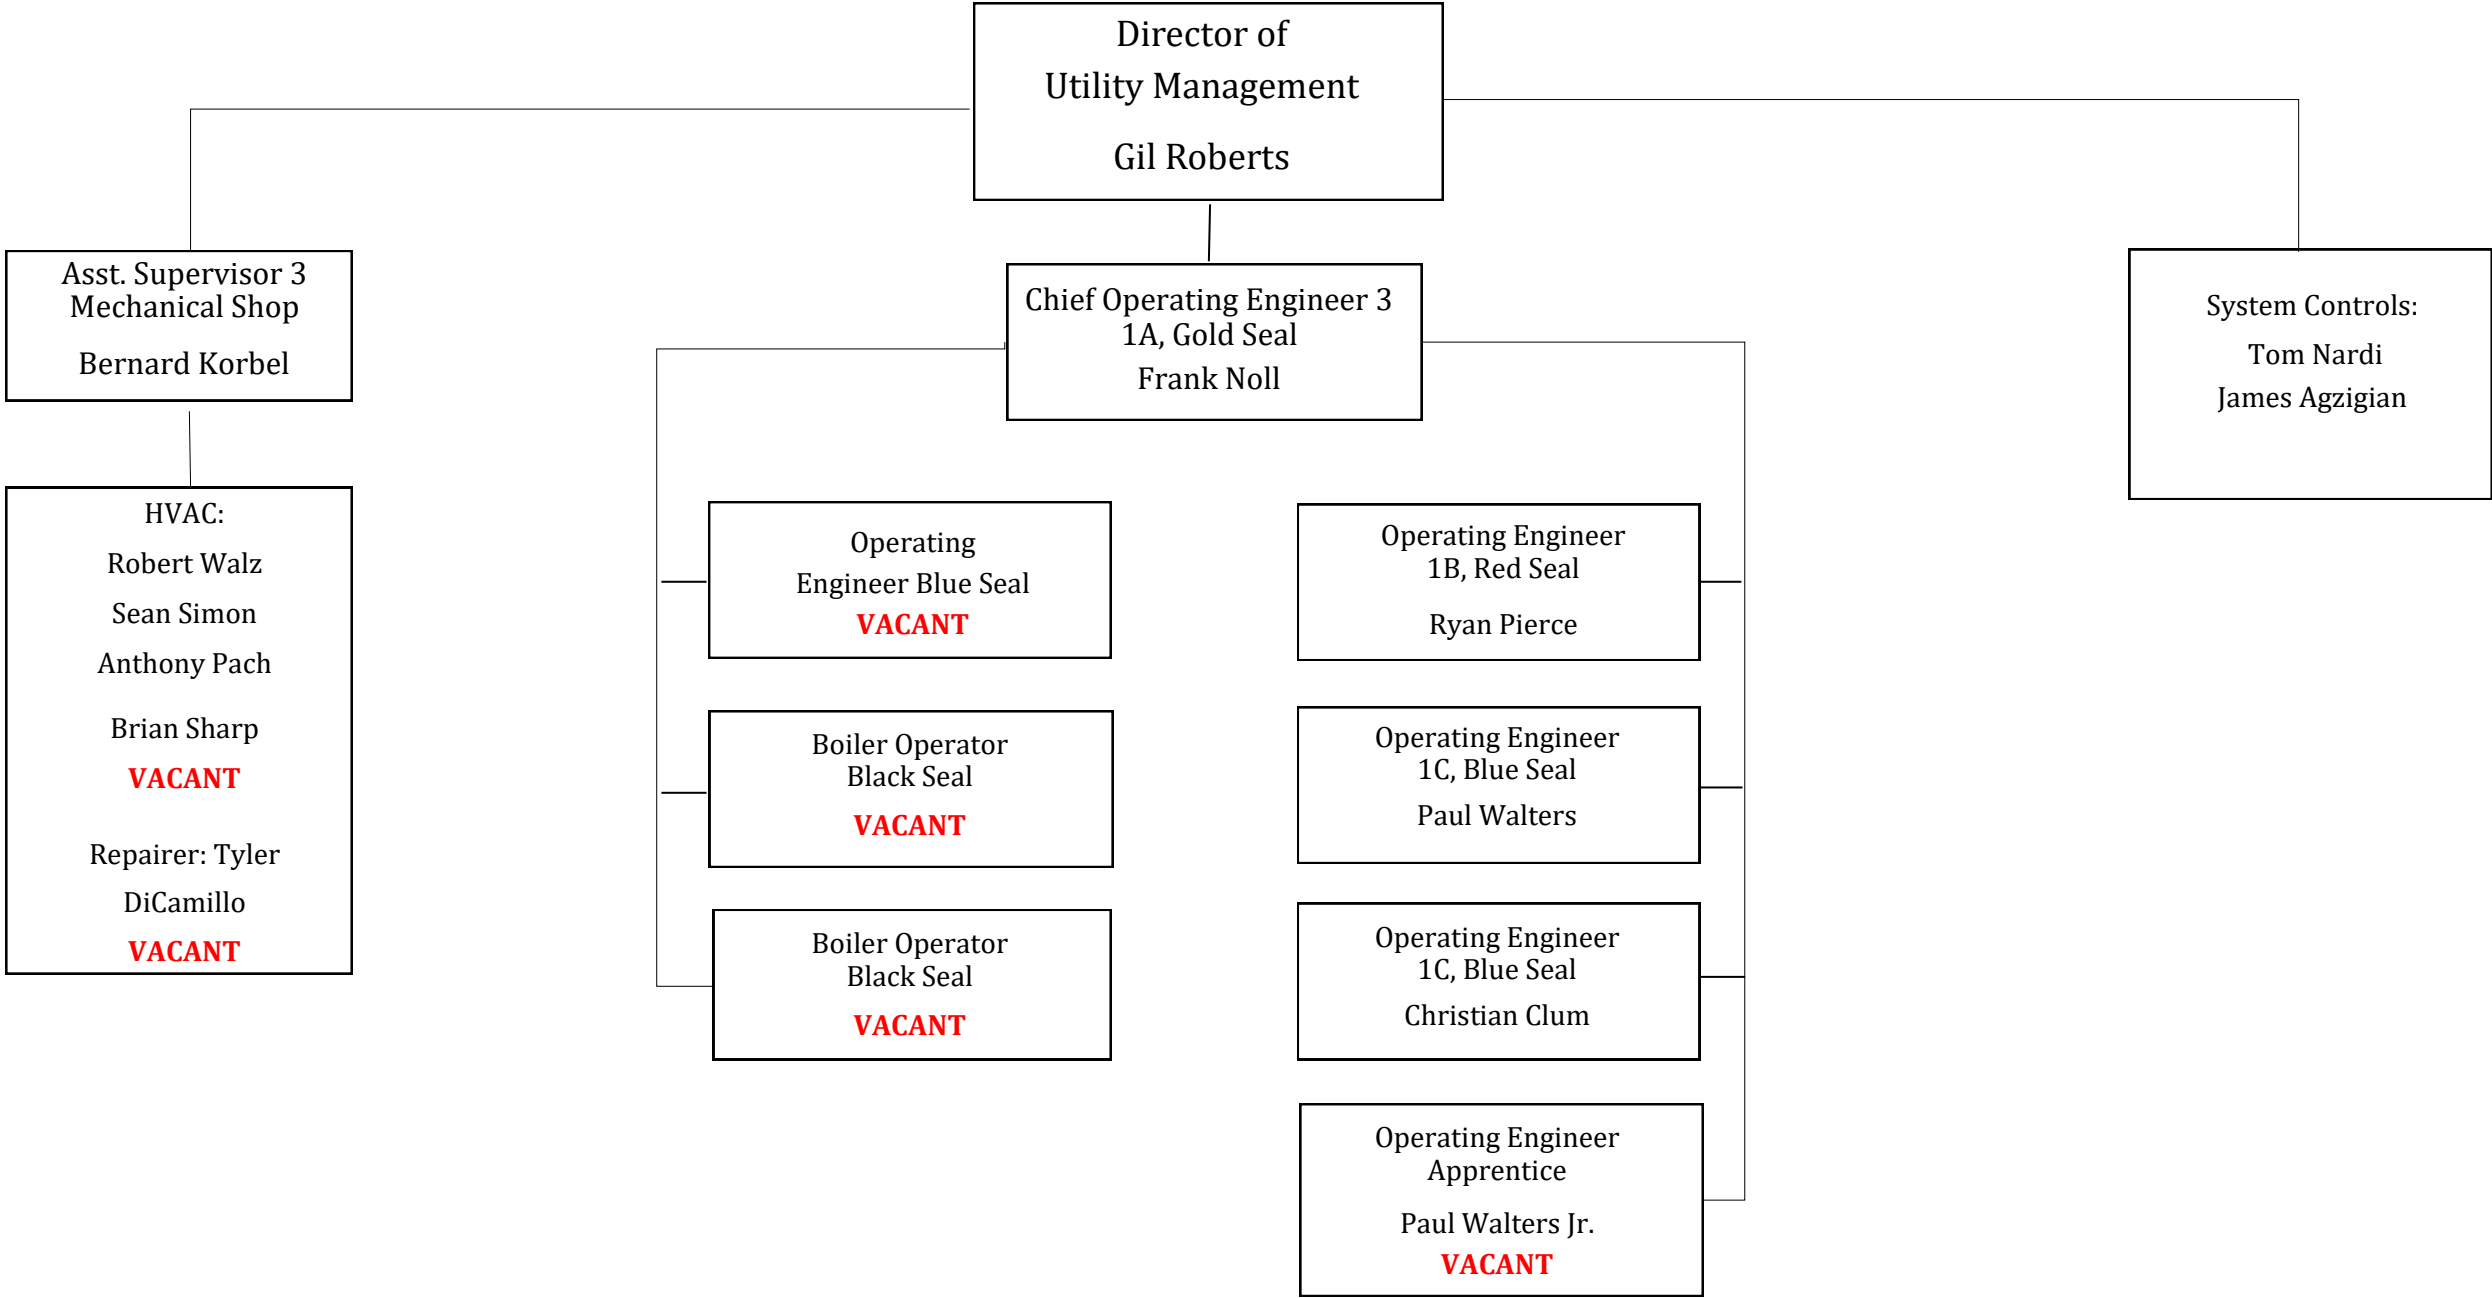 Director of
Utility Management
Gil Roberts
Asst. Supervisor 3
Mechanical Shop
Bernard Korbel
Chief Operating Engineer 3
1A, Gold Seal
Frank Noll
System Controls:
Tom Nardi
James Agzigian
HVAC:
Robert Walz
Sean Simon
Anthony Pach
Brian Sharp
VACANT
Repairer: Tyler
DiCamillo
VACANT
Operating
Engineer Blue Seal
VACANT
Boiler Operator
Black Seal
VACANT
Boiler Operator
Black Seal
VACANT
Operating Engineer
1B, Red Seal
Ryan Pierce
Operating Engineer
1C, Blue Seal
Paul Walters
Operating Engineer
1C, Blue Seal
Christian Clum
Operating Engineer
Apprentice
Paul Walters Jr.
VACANT